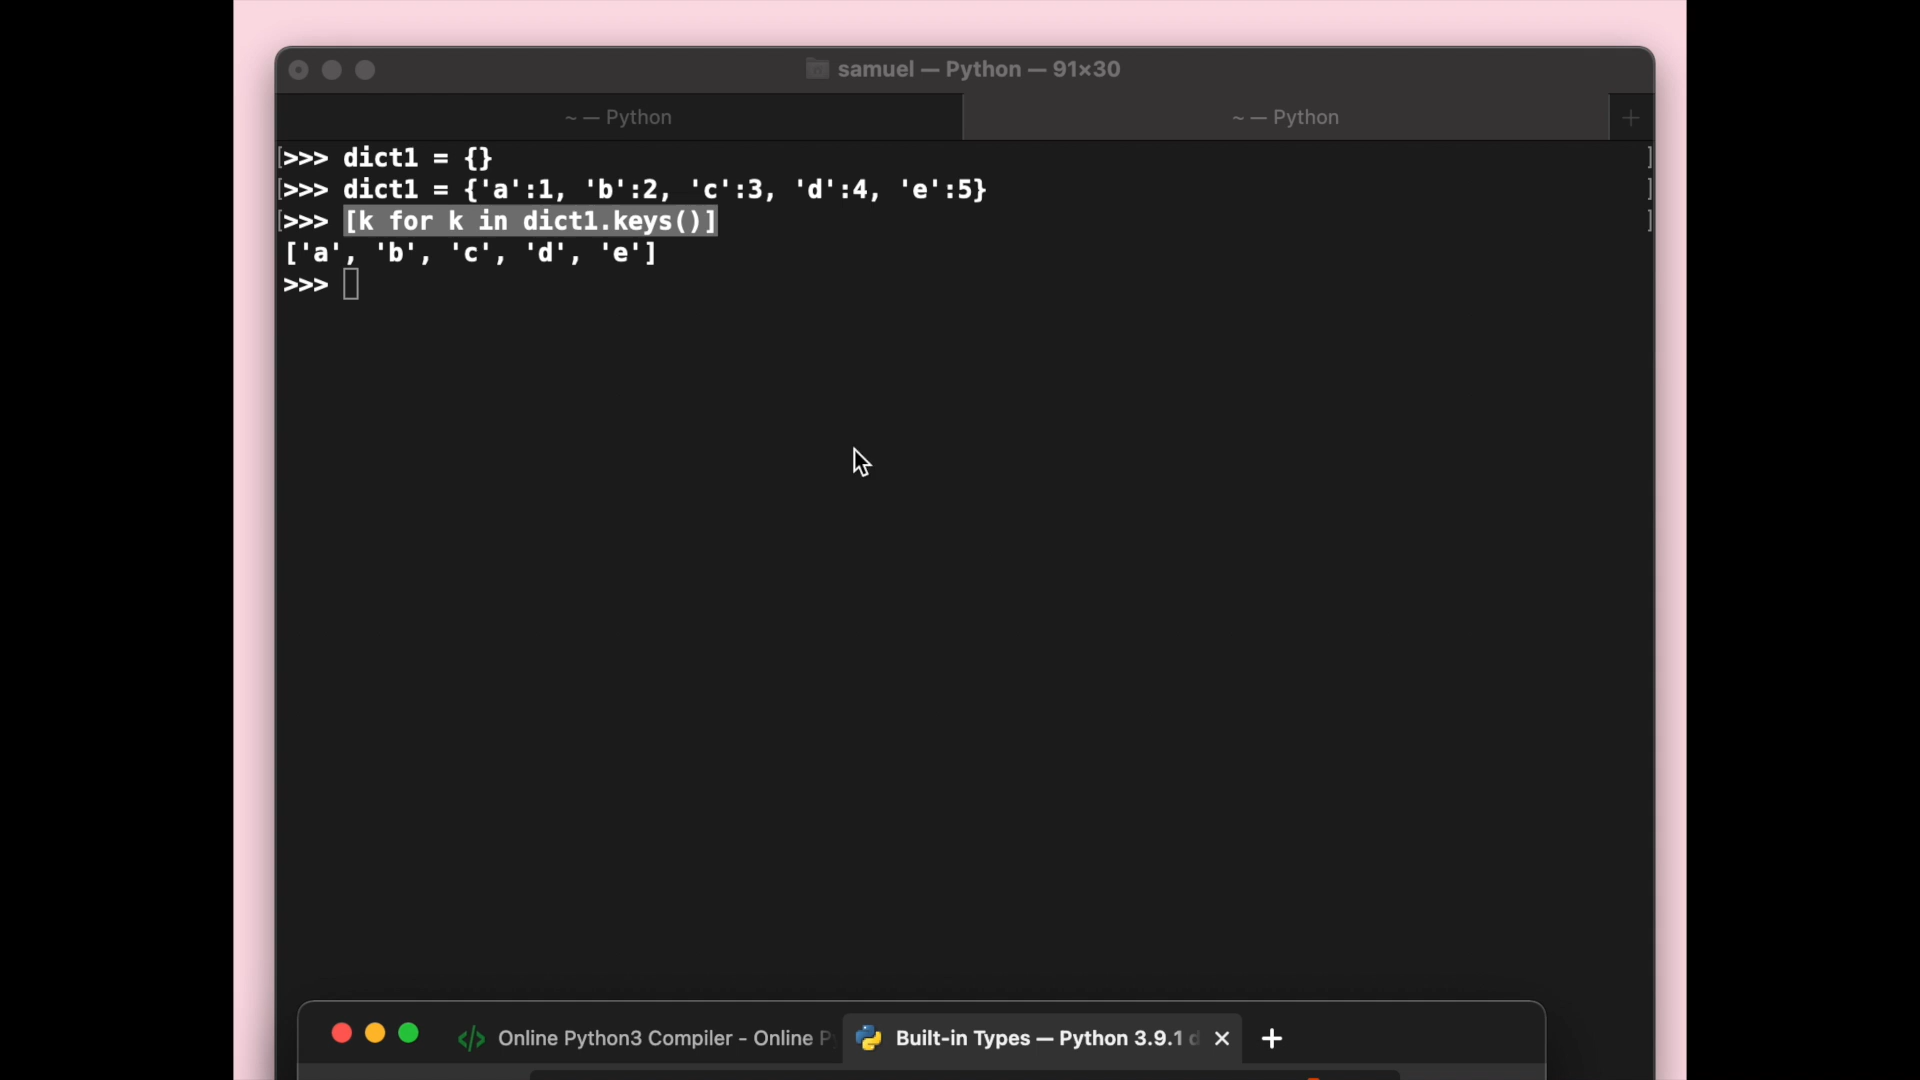 samuel — Python — 91×30
~ — Python
~ — Python
>>> dict1 = {}
>>> dict1 = {'a':1, 'b':2, 'c':3, 'd':4, 'e':5}
>>> [k for k in dict1.keys()]
['a', 'b', 'c', 'd', 'e']
>>>
Online Python3 Compiler - Online P
Built-in Types — Python 3.9.1 d